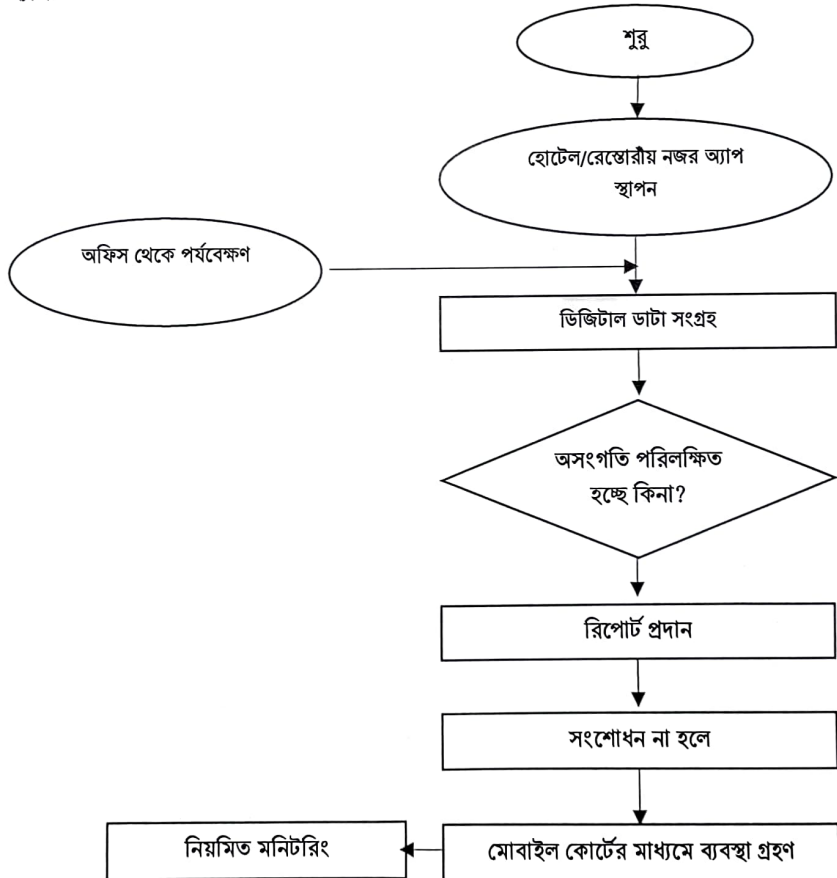 শুরু
হোটেল/রেস্তোরাঁয় নজর অ্যাপ
স্থাপন
অফিস থেকে পর্যবেক্ষণ
ডিজিটাল ডাটা সংগ্রহ
অসংগতি পরিলক্ষিত
হচ্ছে কিনা?
রিপোর্ট প্রদান
সংশোধন না হলে
নিয়মিত মনিটরিং
মোবাইল কোর্টের মাধ্যমে ব্যবস্থা গ্রহণ